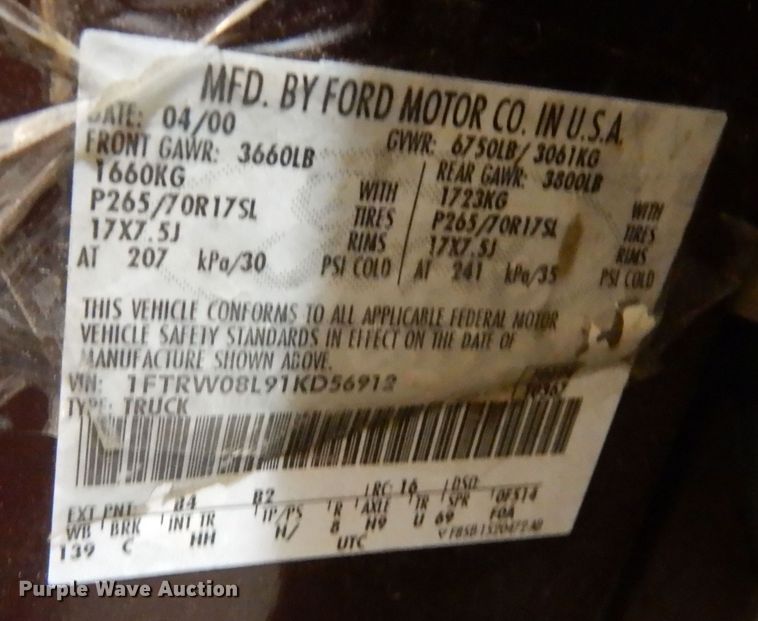 MFD. BY FORD MOTOR CO. IN U.S.A.
DATE: 04/00 GVWR: 6750LB/ 3061KG
FRONT GAWR: 3660LB REAR GAWR: 3800LB
1660KG WITH 1723KG WITH
P265/70R17SL TIRES P265/70R17SL TIRES
17X7.5J RIMS 17X7.5J RIMS
AT 207 kPa/30 PSI COLD AT 241 kPa/35 PSI COLD
THIS VEHICLE CONFORMS TO ALL APPLICABLE FEDERAL MOTOR
VEHICLE SAFETY STANDARDS IN EFFECT ON THE DATE OF
MANUFACTURE SHOWN ABOVE.
VIN: 1FTRW08L91KD56912
TYPE: TRUCK
EXT PNT: B4 B2 RC: 16 DSO: 0F514
WB BRK INT TR TP/PS R AXLE TR SPR F0A
139 C HH H/ 8 H9 U 69
UTC
Purple Wave Auction